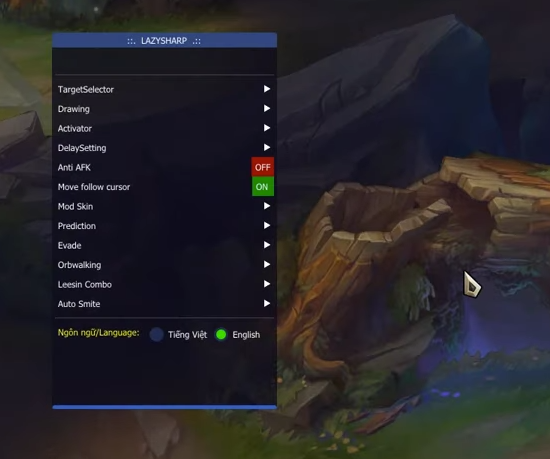 ::. LAZYSHARP .::
TargetSelector
Drawing
Activator
DelaySetting
Anti AFK OFF
Move follow cursor ON
Mod Skin
Prediction
Evade
Orbwalking
Leesin Combo
Auto Smite
Ngôn ngữ/Language: Tiếng Việt English